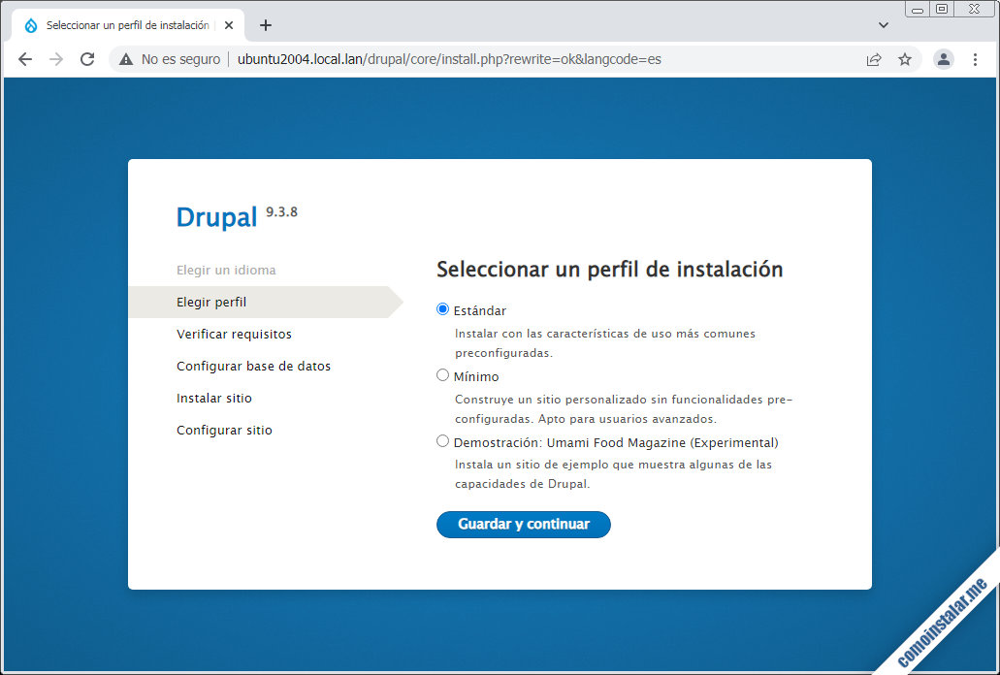 Seleccionar un perfil de instalación
No es seguro
ubuntu2004.local.lan/drupal/core/install.php?rewrite=ok&langcode=es
Drupal 9.3.8
Elegir un idioma
Elegir perfil
Verificar requisitos
Configurar base de datos
Instalar sitio
Configurar sitio
Seleccionar un perfil de instalación
Estándar
Instalar con las características de uso más comunes
preconfiguradas.
Mínimo
Construye un sitio personalizado sin funcionalidades pre-
configuradas. Apto para usuarios avanzados.
Demostración: Umami Food Magazine (Experimental)
Instala un sitio de ejemplo que muestra algunas de las
capacidades de Drupal.
Guardar y continuar
comoinstalar.me